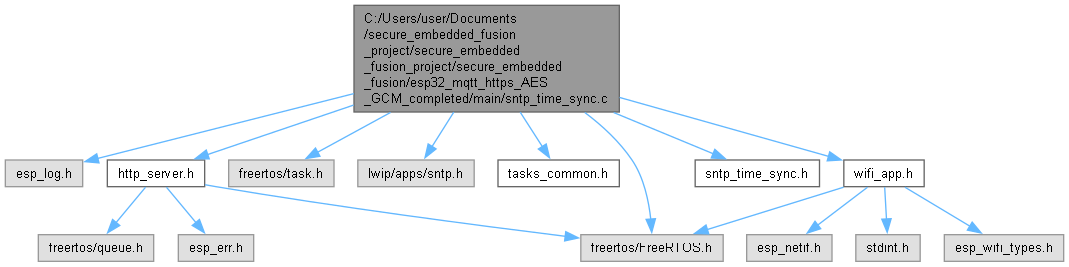 C:/Users/user/Documents
/secure_embedded_fusion
_project/secure_embedded
_fusion_project/secure_embedded
_fusion/esp32_mqtt_https_AES
_GCM_completed/main/sntp_time_sync.c
esp_log.h
http_server.h
freertos/task.h
lwip/apps/sntp.h
tasks_common.h
sntp_time_sync.h
wifi_app.h
freertos/queue.h
esp_err.h
freertos/FreeRTOS.h
esp_netif.h
stdint.h
esp_wifi_types.h